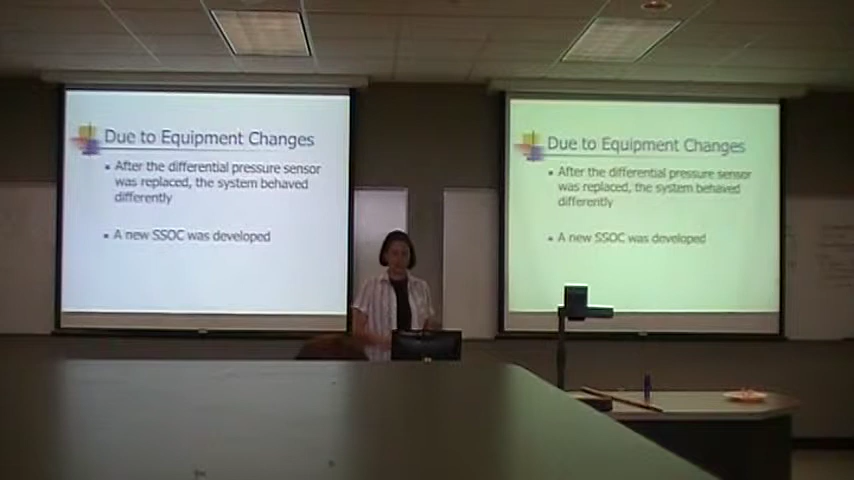 Due to Equipment Changes
After the differential pressure sensor
was replaced, the system behaved
differently
A new SSOC was developed
Due to Equipment Changes
After the differential pressure sensor
was replaced, the system behaved
differently
A new SSOC was developed